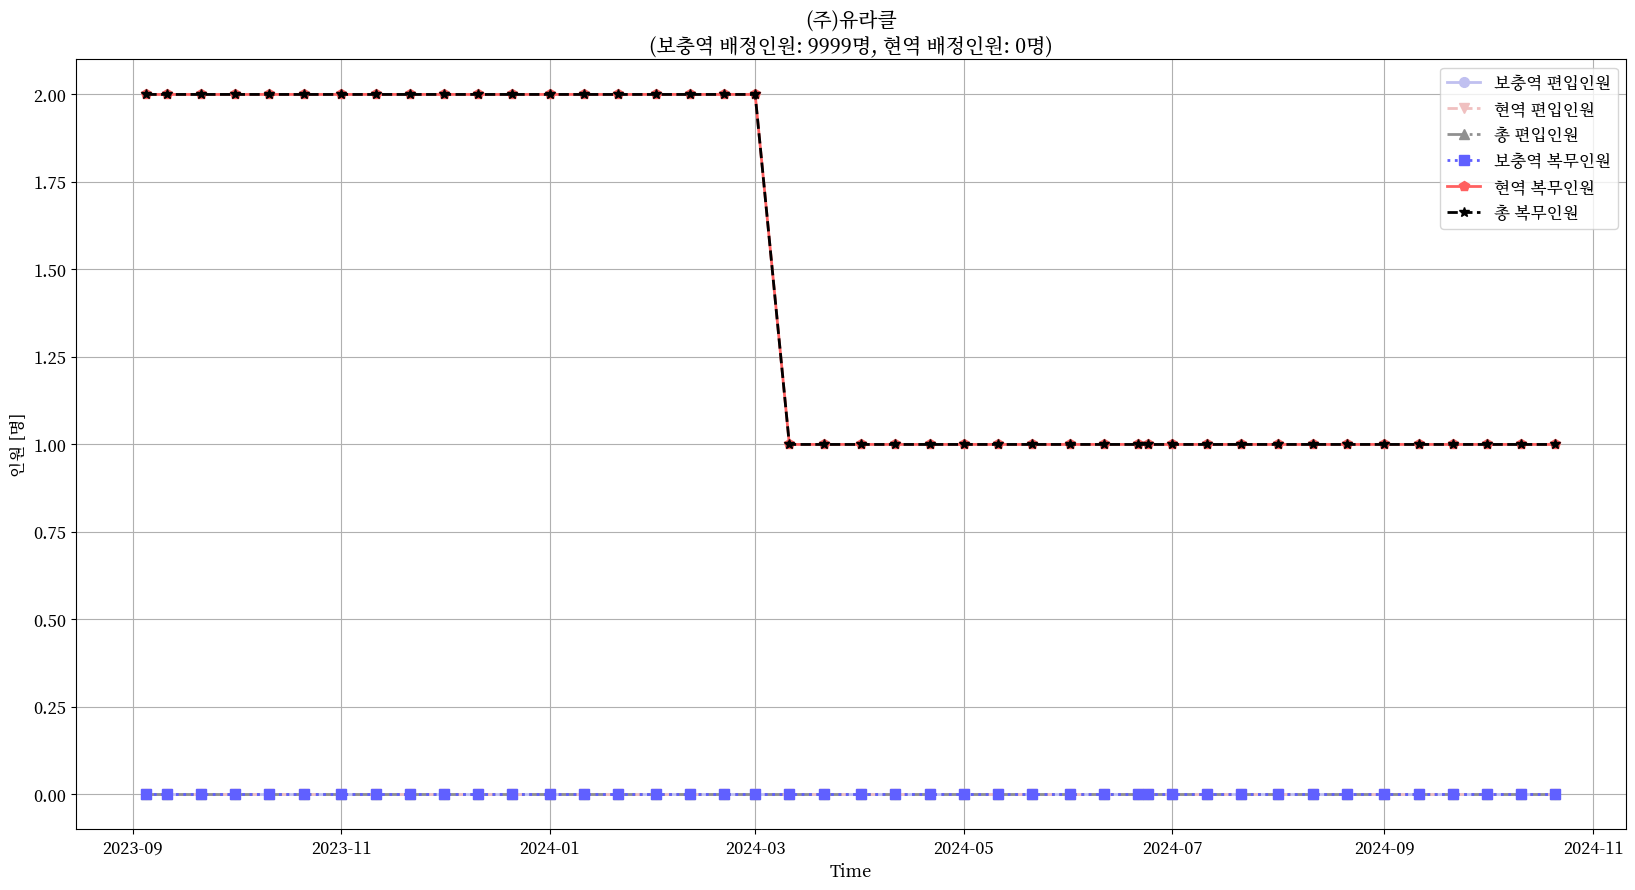 (주)유라클
(보충역 배정인원: 9999명, 현역 배정인원: 0명)
보충역 편입인원
현역 편입인원
총 편입인원
보충역 복무인원
현역 복무인원
총 복무인원
인원 [명]
2.00
1.75
1.50
1.25
1.00
0.75
0.50
0.25
0.00
2023-09 2023-11 2024-01 2024-03 2024-05 2024-07 2024-09 2024-11
Time